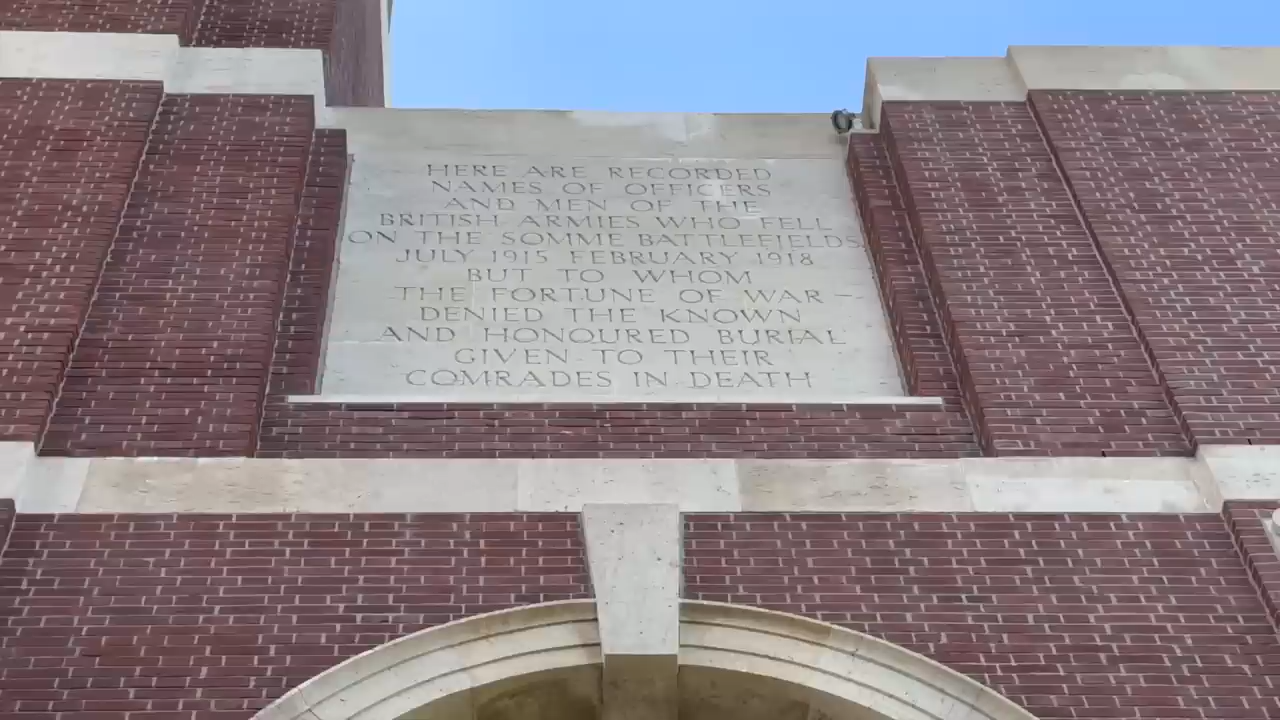 HERE ARE RECORDED
NAMES OF OFFICERS
AND MEN OF THE
BRITISH ARMIES WHO FELL
ON THE SOMME BATTLEFIELDS
JULY 1915 FEBRUARY 1918
BUT TO WHOM
THE FORTUNE OF WAR
DENIED THE KNOWN
AND HONOURED BURIAL
GIVEN TO THEIR
COMRADES IN DEATH